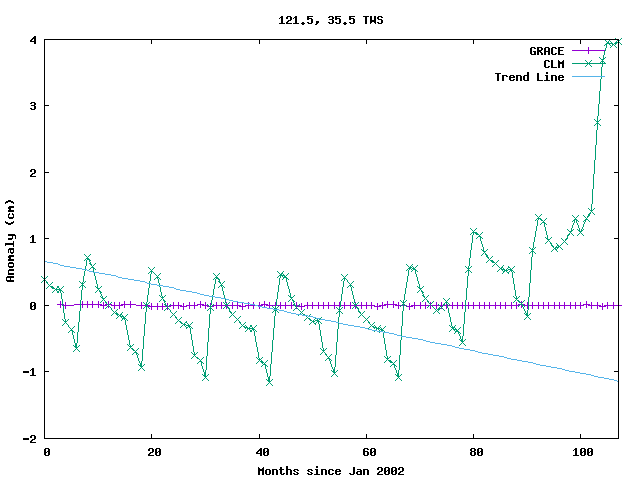 121.5, 35.5 TWS
GRACE
CLM
Trend Line
4
3
2
1
0
-1
-2
Anomaly (cm)
0 20 40 60 80 100
Months since Jan 2002